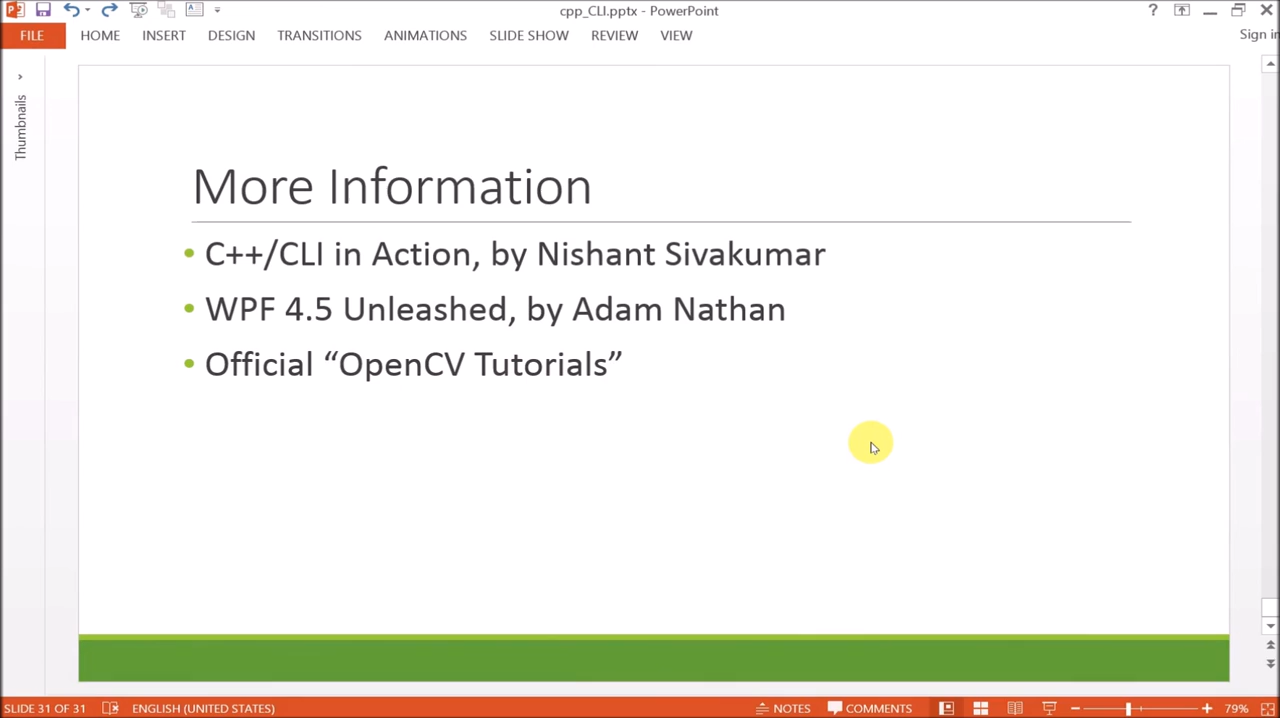 cpp_CLI.pptx - PowerPoint
?
Sign in
FILE HOME INSERT DESIGN TRANSITIONS ANIMATIONS SLIDE SHOW REVIEW VIEW
Thumbnails
More Information
• C++/CLI in Action, by Nishant Sivakumar
• WPF 4.5 Unleashed, by Adam Nathan
• Official “OpenCV Tutorials”
SLIDE 31 OF 31 ENGLISH (UNITED STATES) NOTES COMMENTS 79%